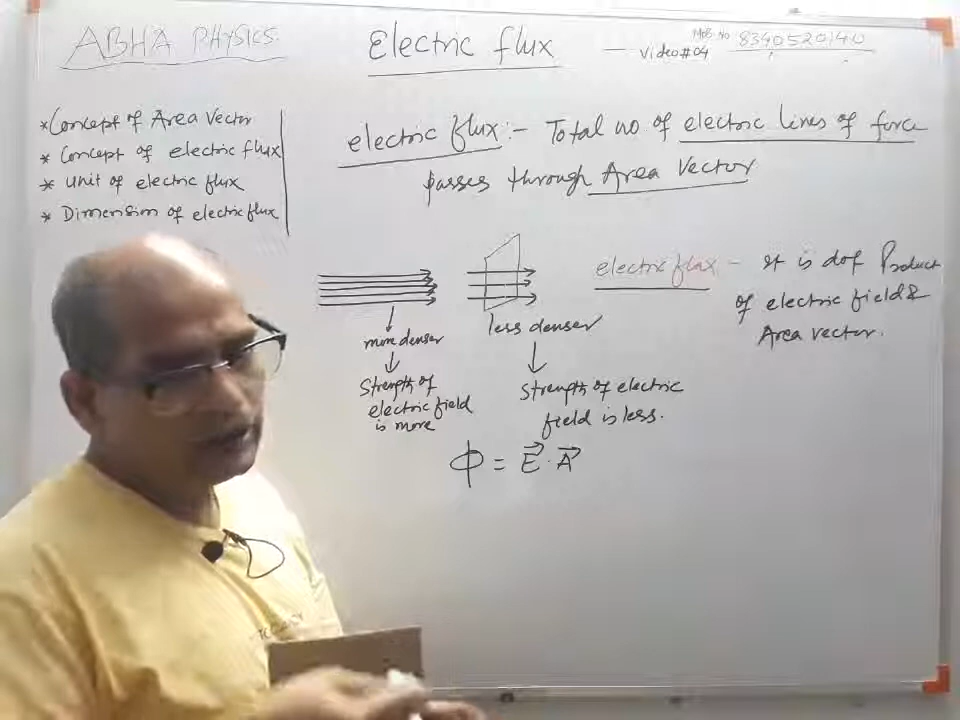 ABHA PHYSICS
Electric flux
Mob No 8340520140
Video#04
*Concept of Area Vector
* Concept of electric flux
* Unit of electric flux
* Dimension of electric flux
electric flux:- Total no of electric lines of force
passes through Area Vector
more denser
Strength of
electric field
is more
less denser
Strength of electric
field is less.
electric flux - It is dot Product
of electric field &
Area vector.
Φ = E⃗ · A⃗